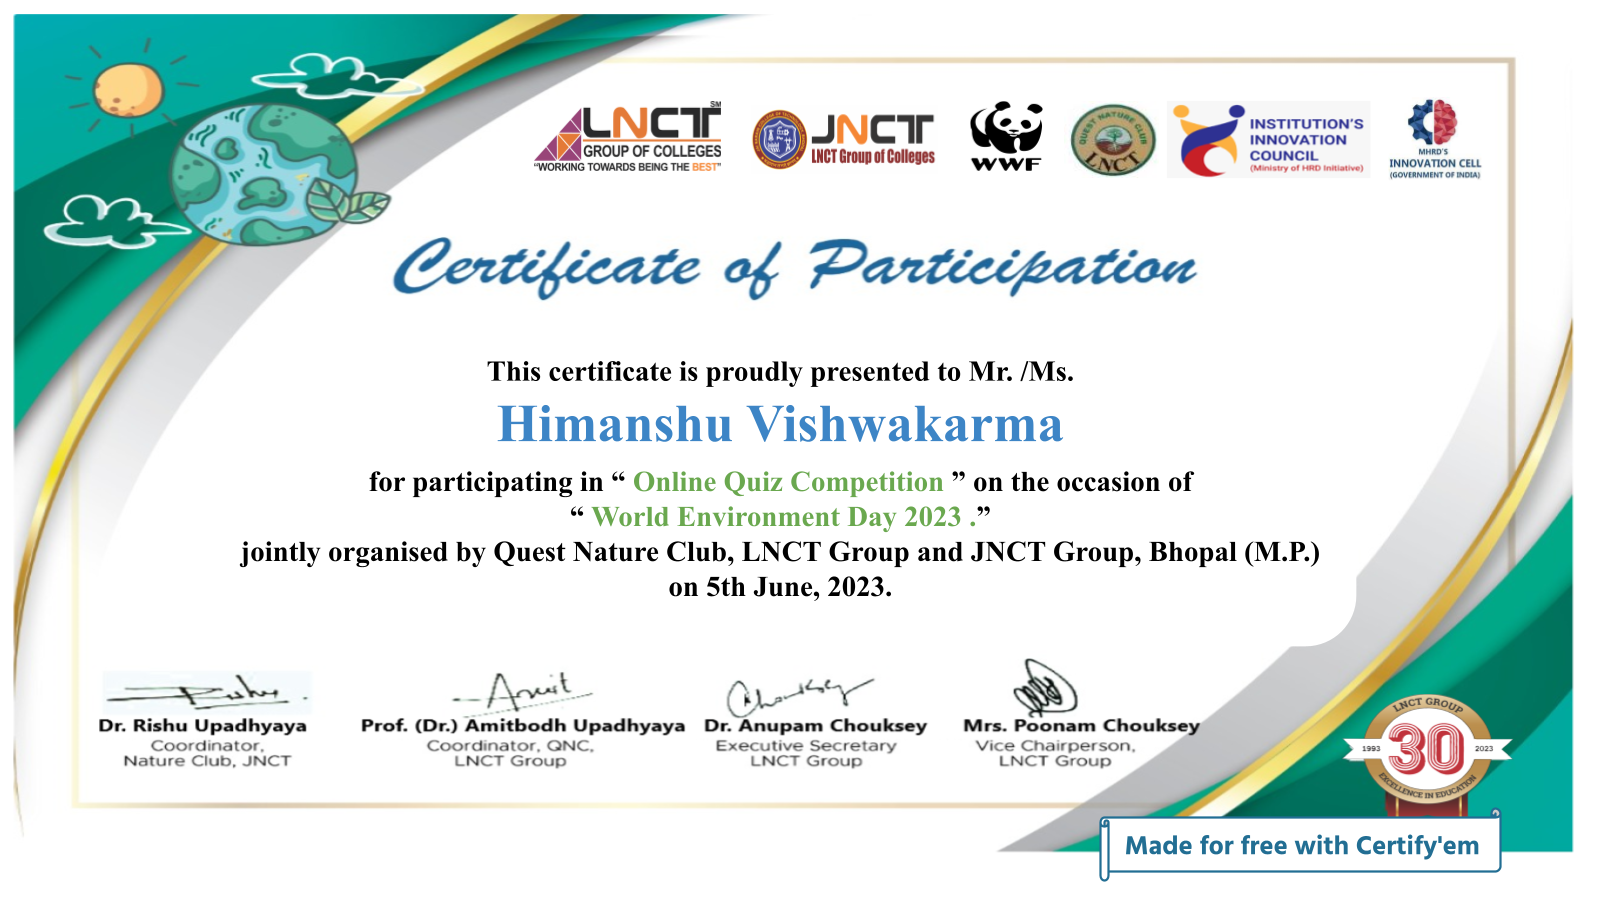 LNCT SM
GROUP OF COLLEGES
"WORKING TOWARDS BEING THE BEST"
JNCT
LNCT Group of Colleges
WWF
QUEST NATURE CLUB
LNCT
INSTITUTION'S
INNOVATION
COUNCIL
(Ministry of HRD Initiative)
MHRD'S
INNOVATION CELL
(GOVERNMENT OF INDIA)
Certificate of Participation
This certificate is proudly presented to Mr. /Ms.
Himanshu Vishwakarma
for participating in “ Online Quiz Competition ” on the occasion of
“ World Environment Day 2023 .”
jointly organised by Quest Nature Club, LNCT Group and JNCT Group, Bhopal (M.P.)
on 5th June, 2023.
Rishu
Amit
Chouksey
Dr. Rishu Upadhyaya
Coordinator,
Nature Club, JNCT
Prof. (Dr.) Amitbodh Upadhyaya
Coordinator, QNC,
LNCT Group
Dr. Anupam Chouksey
Executive Secretary
LNCT Group
Mrs. Poonam Chouksey
Vice Chairperson,
LNCT Group
LNCT GROUP
1993 30 2023
EXCELLENCE IN EDUCATION
Made for free with Certify'em